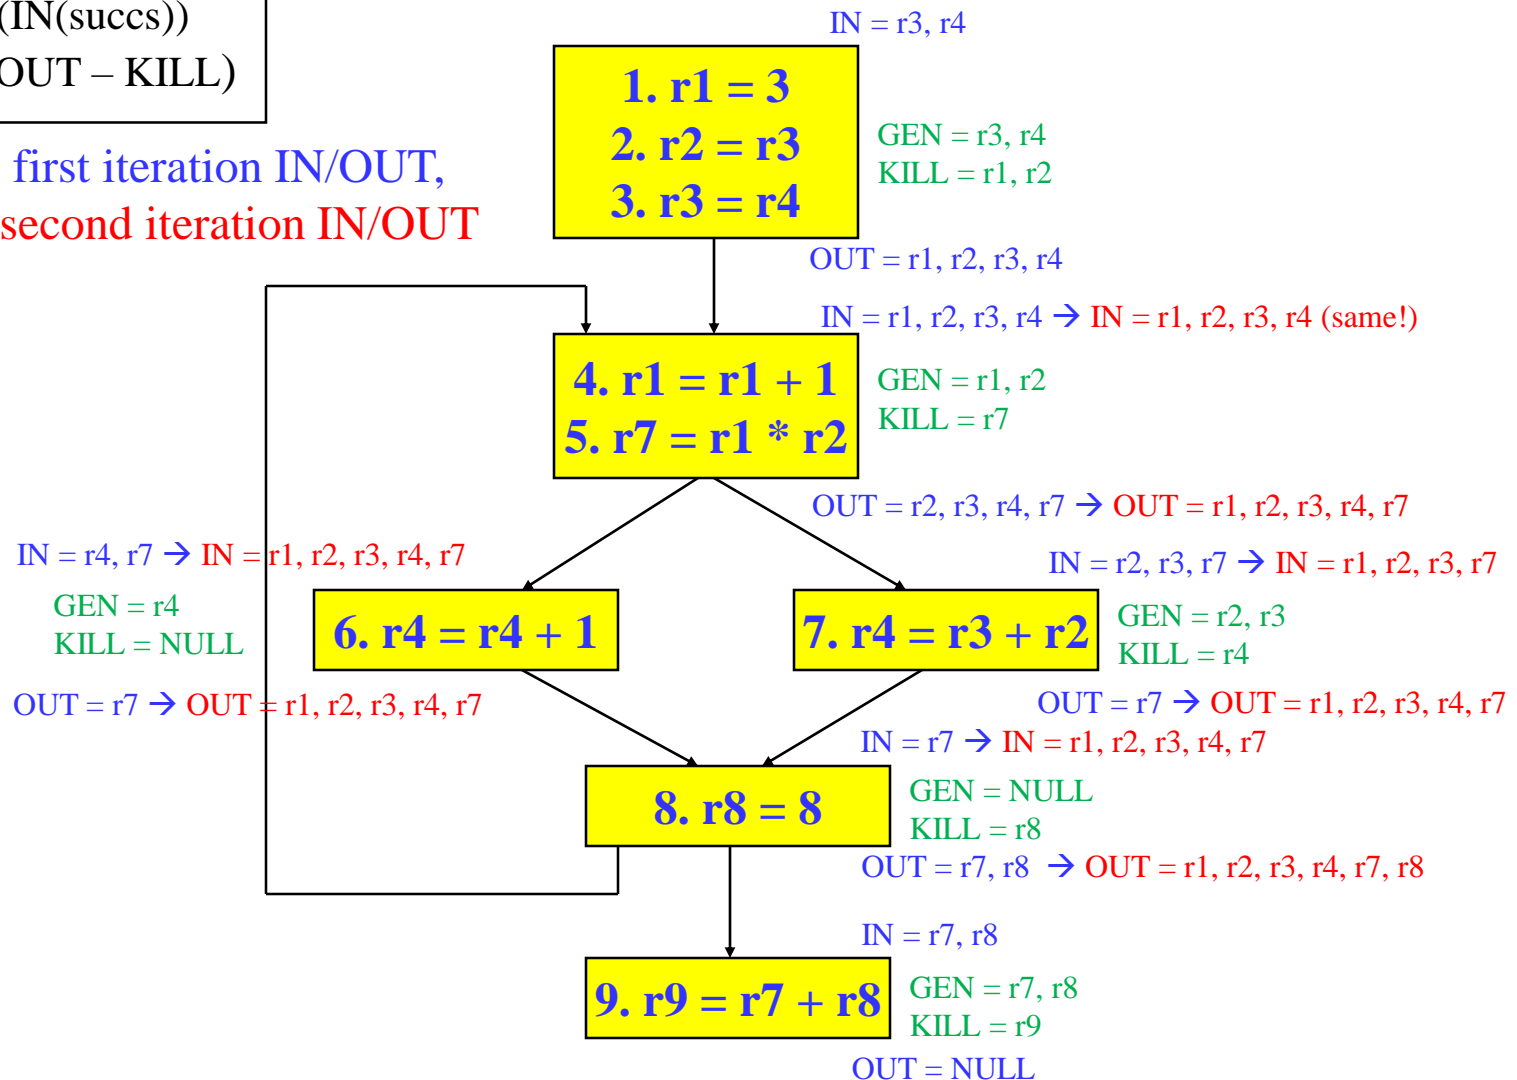 (IN(succs))
OUT – KILL)
first iteration IN/OUT,
second iteration IN/OUT
IN = r3, r4
1. r1 = 3
2. r2 = r3
3. r3 = r4
GEN = r3, r4
KILL = r1, r2
OUT = r1, r2, r3, r4
IN = r1, r2, r3, r4 → IN = r1, r2, r3, r4 (same!)
4. r1 = r1 + 1
5. r7 = r1 * r2
GEN = r1, r2
KILL = r7
OUT = r2, r3, r4, r7 → OUT = r1, r2, r3, r4, r7
IN = r4, r7 → IN = r1, r2, r3, r4, r7
GEN = r4
KILL = NULL
6. r4 = r4 + 1
OUT = r7 → OUT = r1, r2, r3, r4, r7
IN = r2, r3, r7 → IN = r1, r2, r3, r7
7. r4 = r3 + r2
GEN = r2, r3
KILL = r4
OUT = r7 → OUT = r1, r2, r3, r4, r7
IN = r7 → IN = r1, r2, r3, r4, r7
8. r8 = 8
GEN = NULL
KILL = r8
OUT = r7, r8 → OUT = r1, r2, r3, r4, r7, r8
IN = r7, r8
9. r9 = r7 + r8
GEN = r7, r8
KILL = r9
OUT = NULL